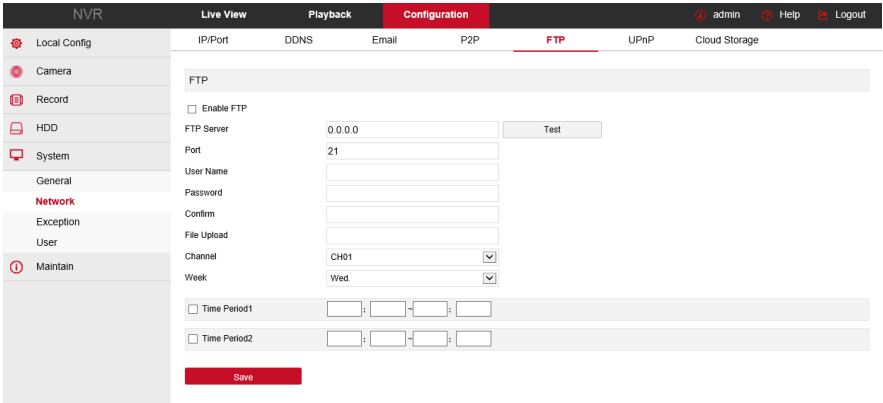 NVR Live View Playback Configuration admin Help Logout
Local Config
Camera
Record
HDD
System
General
Network
Exception
User
Maintain
IP/Port DDNS Email P2P FTP UPnP Cloud Storage
FTP
Enable FTP
FTP Server 0.0.0.0 Test
Port 21
User Name
Password
Confirm
File Upload
Channel CH01
Week Wed.
Time Period1 : ~ :
Time Period2 : ~ :
Save